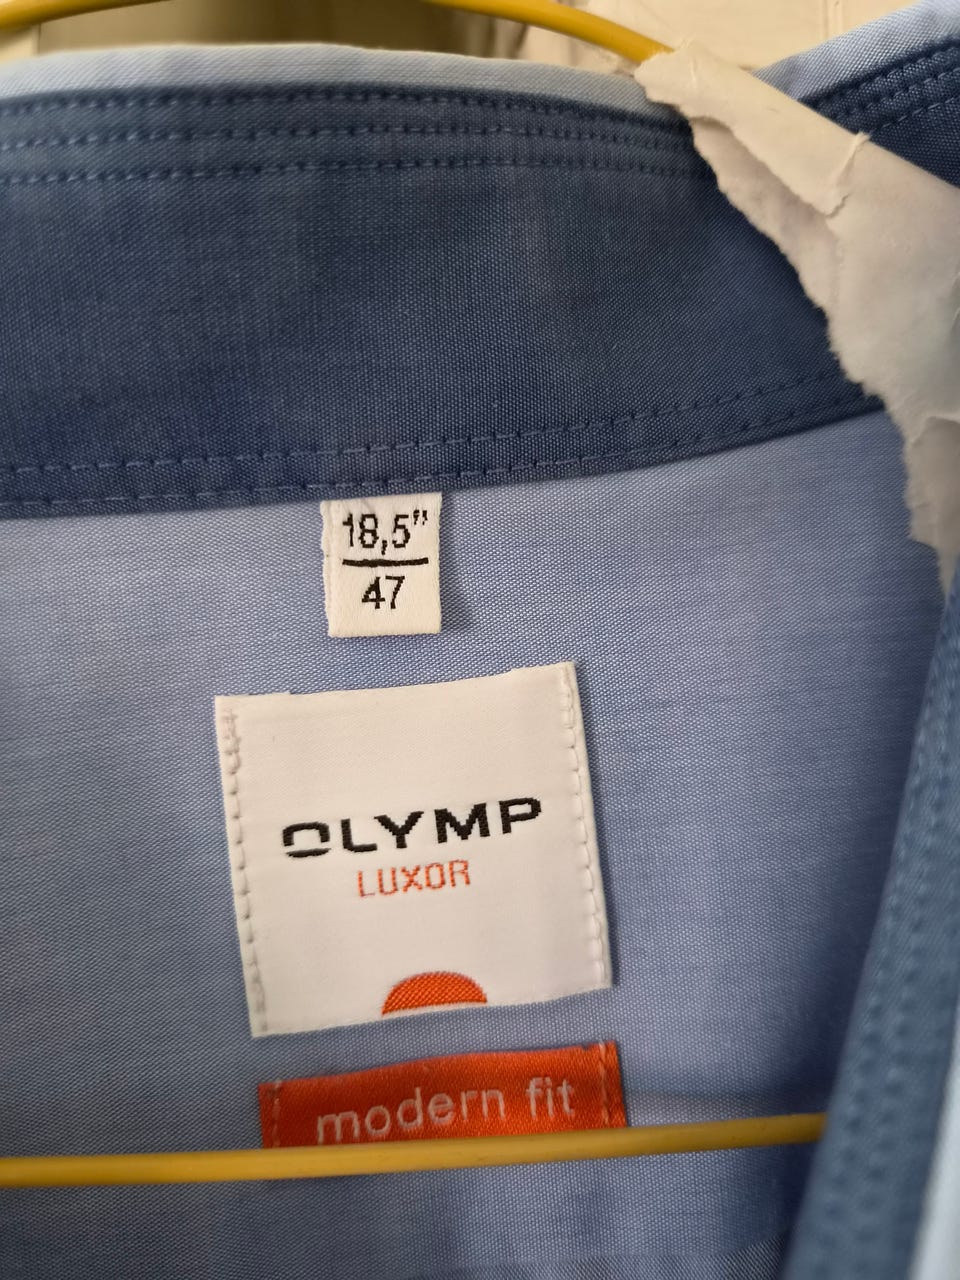 18,5”
47
OLYMP
LUXOR
modern fit